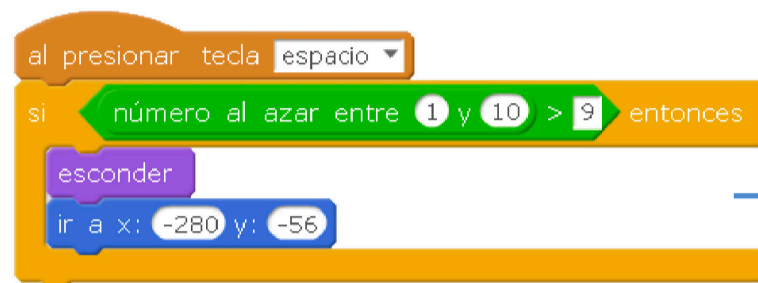 al presionar tecla espacio
si número al azar entre 1 y 10 > 9 entonces
esconder
ir a x: -280 y: -56